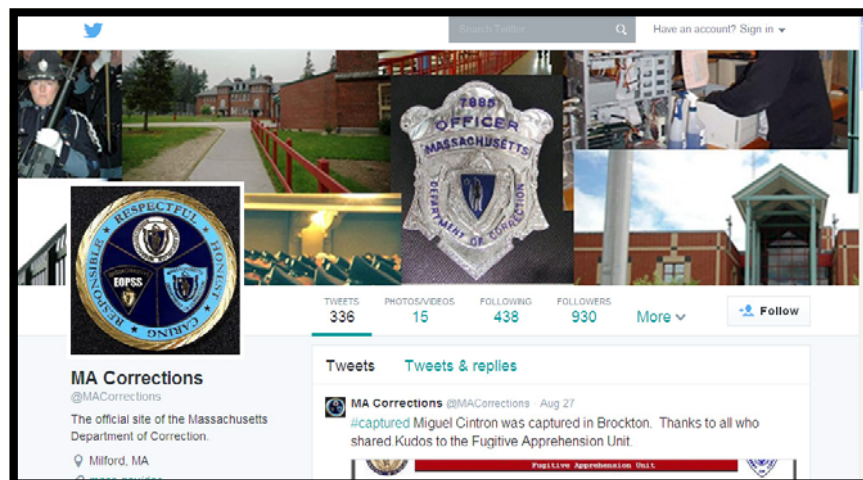 Search Twitter
Have an account? Sign in
7885
OFFICER
MASSACHUSETTS
DEPARTMENT OF CORRECTION
RESPECTFUL ★ HONEST ★ CARING ★ RESPONSIBLE
EOPSS
TWEETS PHOTOS/VIDEOS FOLLOWING FOLLOWERS
336 15 438 930 More
Follow
MA Corrections
@MACorrections
The official site of the Massachusetts
Department of Correction.
Milford, MA
Tweets Tweets & replies
MA Corrections @MACorrections · Aug 27
#captured Miguel Cintron was captured in Brockton. Thanks to all who
shared.Kudos to the Fugitive Apprehension Unit.
Fugitive Apprehension Unit